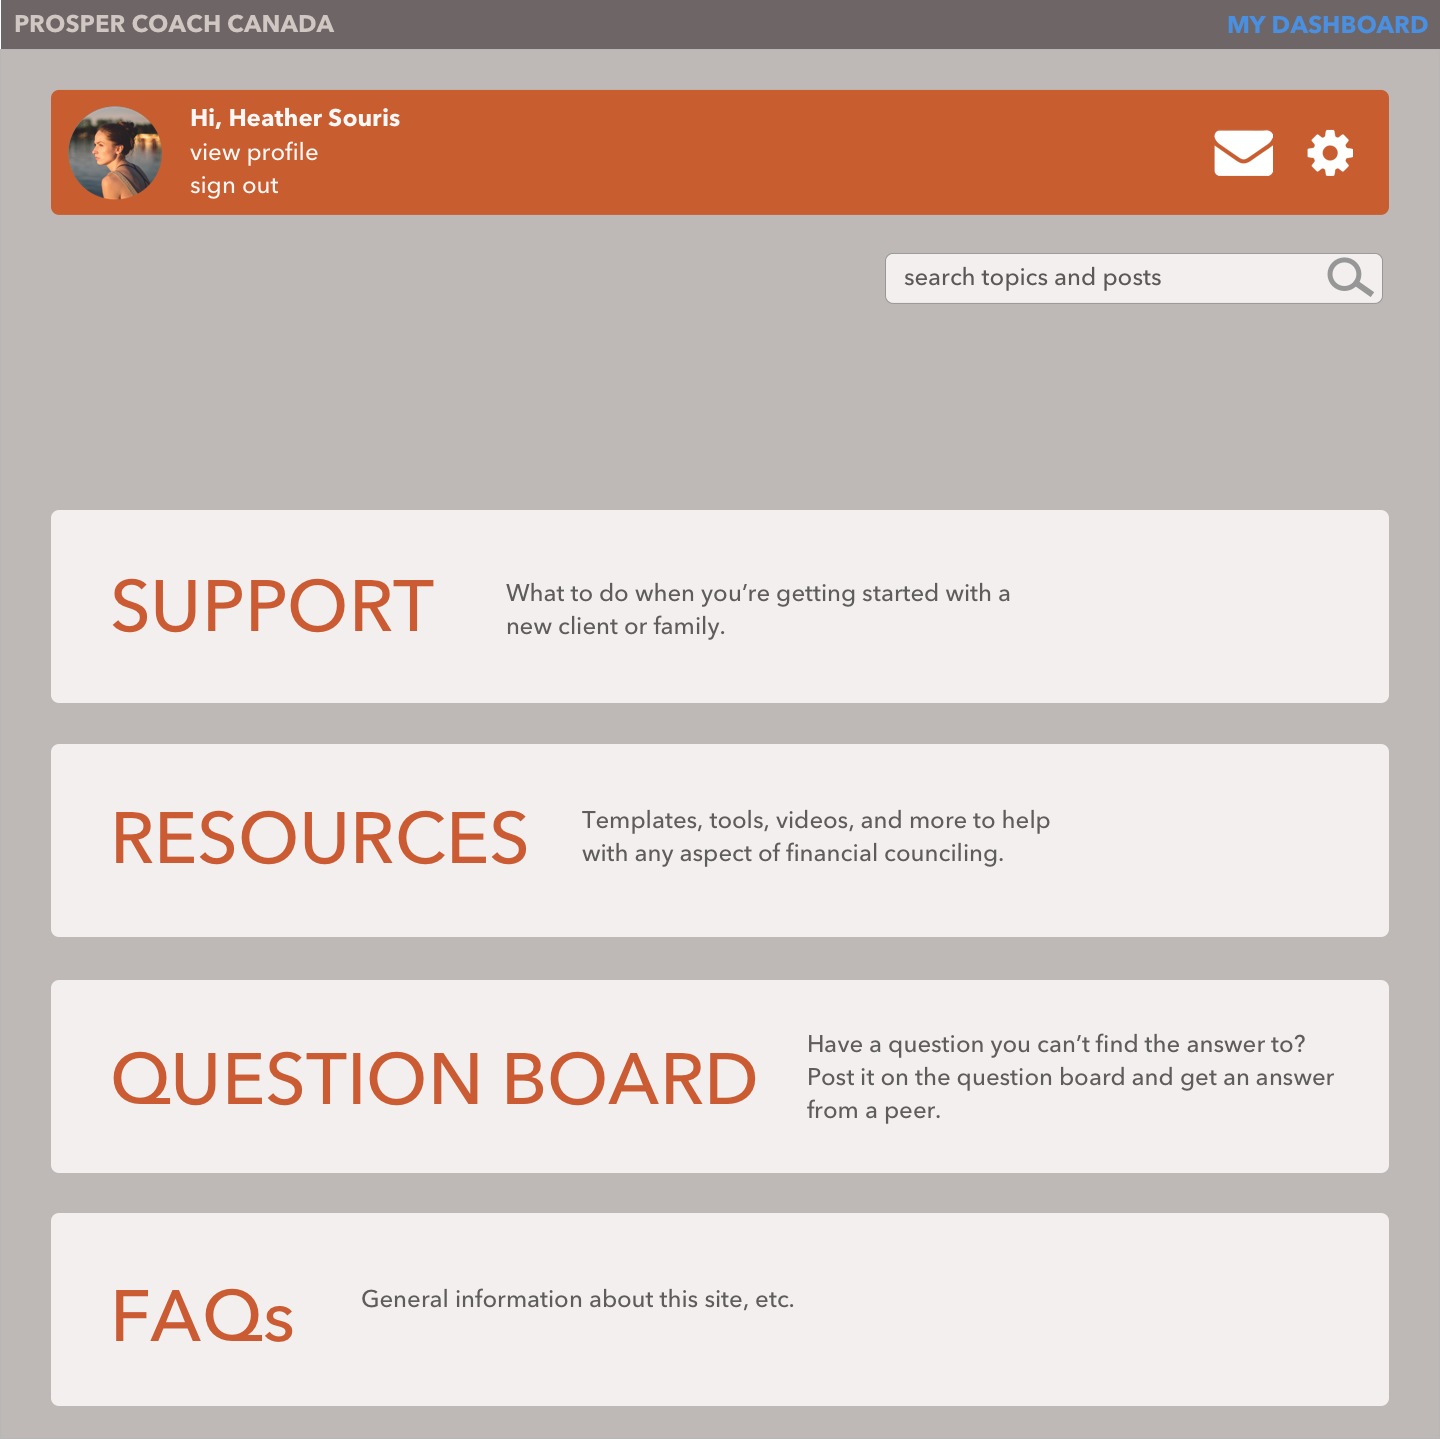 PROSPER COACH CANADA
MY DASHBOARD
Hi, Heather Souris
view profile
sign out
search topics and posts
SUPPORT
What to do when you’re getting started with a
new client or family.
RESOURCES
Templates, tools, videos, and more to help
with any aspect of financial counciling.
QUESTION BOARD
Have a question you can’t find the answer to?
Post it on the question board and get an answer
from a peer.
FAQs
General information about this site, etc.